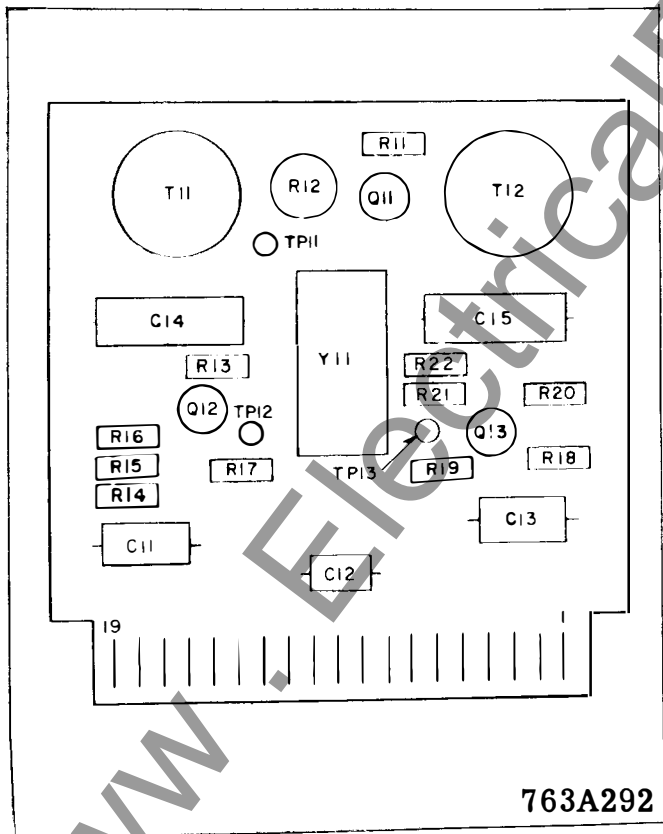 R11
T11
R12
Q11
T12
TP11
C14
C15
Y11
R13
R22
R21
R20
Q12
TP12
Q13
R16
R15
R14
R17
TP13
R19
R18
C11
C12
C13
19
1
763A292
www . Electrical